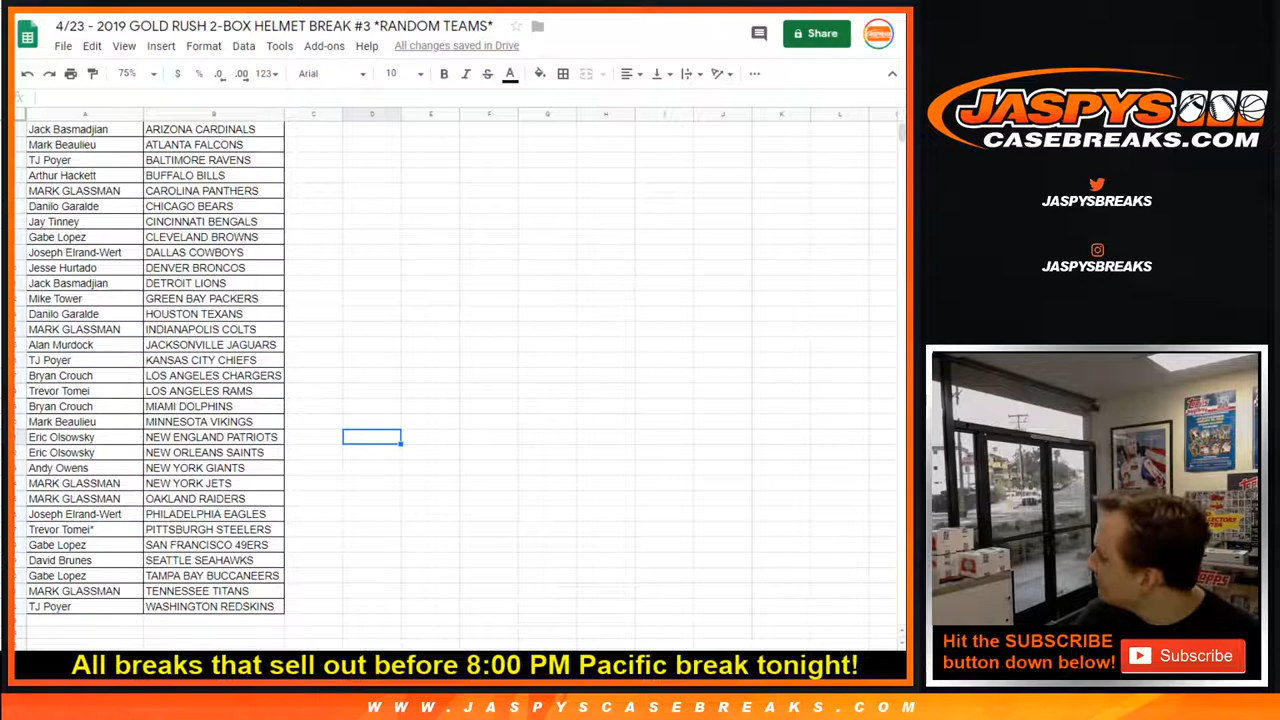 4/23 - 2019 GOLD RUSH 2-BOX HELMET BREAK #3 *RANDOM TEAMS*
File Edit View Insert Format Data Tools Add-ons Help All changes saved in Drive
Share
75% $ % .0 .00 123 Arial 10 B I S A
fx
A B C D E F G H I J K L
Jack Basmadjian ARIZONA CARDINALS
Mark Beaulieu ATLANTA FALCONS
TJ Poyer BALTIMORE RAVENS
Arthur Hackett BUFFALO BILLS
MARK GLASSMAN CAROLINA PANTHERS
Danilo Garalde CHICAGO BEARS
Jay Tinney CINCINNATI BENGALS
Gabe Lopez CLEVELAND BROWNS
Joseph Elrand-Wert DALLAS COWBOYS
Jesse Hurtado DENVER BRONCOS
Jack Basmadjian DETROIT LIONS
Mike Tower GREEN BAY PACKERS
Danilo Garalde HOUSTON TEXANS
MARK GLASSMAN INDIANAPOLIS COLTS
Alan Murdock JACKSONVILLE JAGUARS
TJ Poyer KANSAS CITY CHIEFS
Bryan Crouch LOS ANGELES CHARGERS
Trevor Tomei LOS ANGELES RAMS
Bryan Crouch MIAMI DOLPHINS
Mark Beaulieu MINNESOTA VIKINGS
Eric Olsowsky NEW ENGLAND PATRIOTS
Eric Olsowsky NEW ORLEANS SAINTS
Andy Owens NEW YORK GIANTS
MARK GLASSMAN NEW YORK JETS
MARK GLASSMAN OAKLAND RAIDERS
Joseph Elrand-Wert PHILADELPHIA EAGLES
Trevor Tomei* PITTSBURGH STEELERS
Gabe Lopez SAN FRANCISCO 49ERS
David Brunes SEATTLE SEAHAWKS
Gabe Lopez TAMPA BAY BUCCANEERS
MARK GLASSMAN TENNESSEE TITANS
TJ Poyer WASHINGTON REDSKINS
JASPYS
CASEBREAKS.COM
JASPYSBREAKS
JASPYSBREAKS
TOPPS
Hit the SUBSCRIBE
button down below!
Subscribe
All breaks that sell out before 8:00 PM Pacific break tonight!
WWW.JASPYSCASEBREAKS.COM